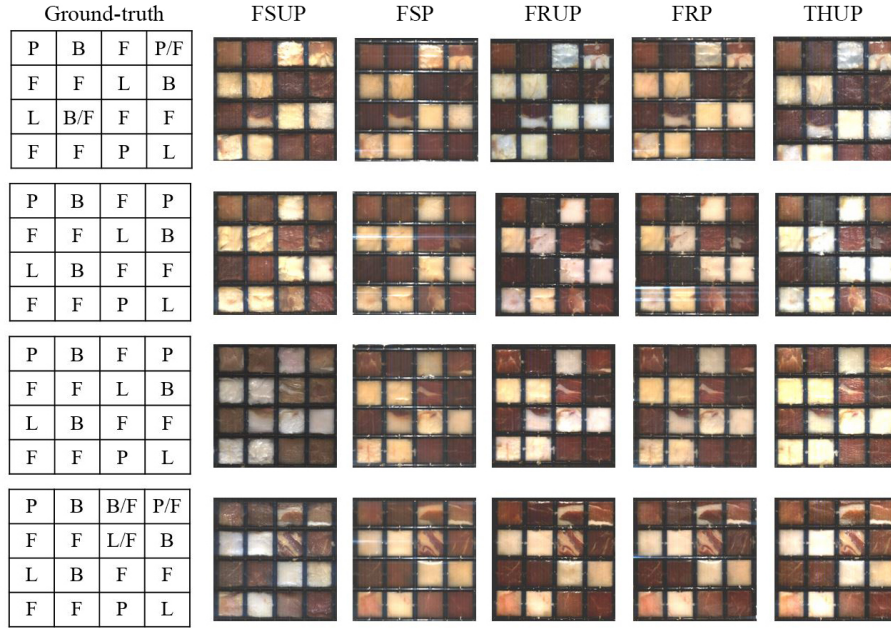 Ground-truth FSUP FSP FRUP FRP THUP
P B F P/F
F F L B
L B/F F F
F F P L
P B F P
F F L B
L B F F
F F P L
P B F P
F F L B
L B F F
F F P L
P B B/F P/F
F F L/F B
L B F F
F F P L